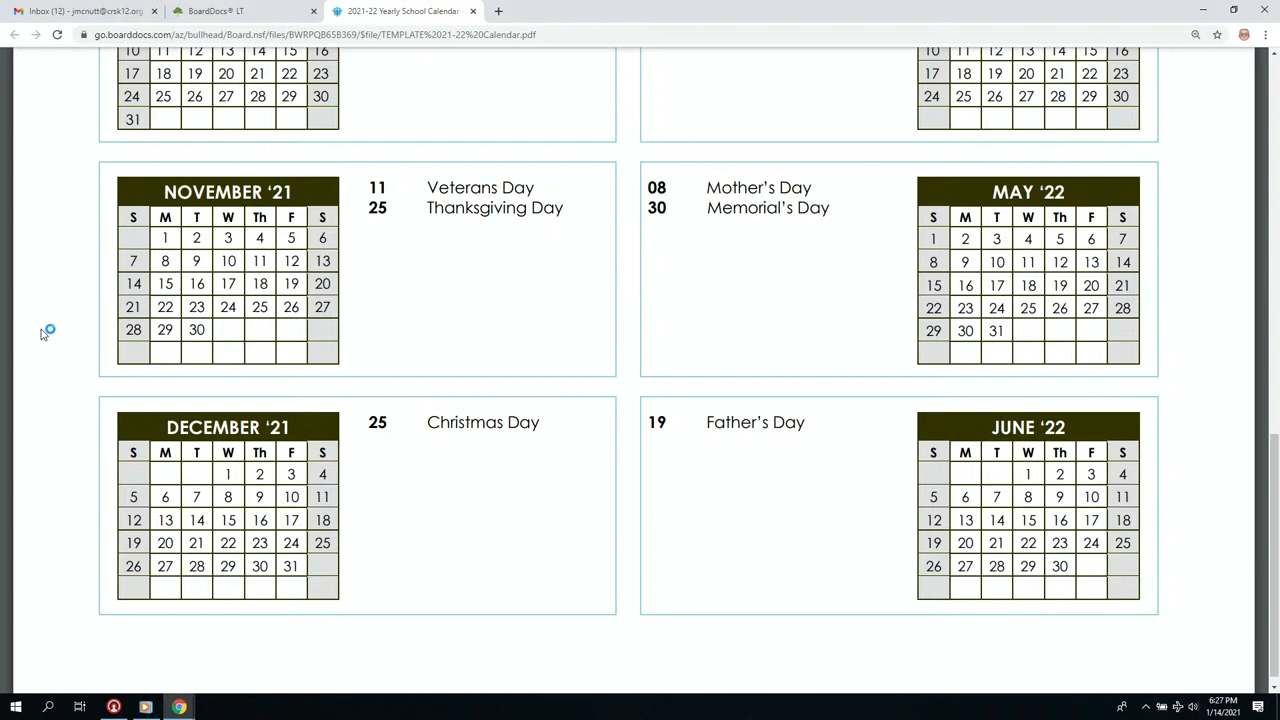 Inbox (12) - jmcnutt@crsk12.org
BoardDocs® LT
2021-22 Yearly School Calendar
go.boarddocs.com/az/bullhead/Board.nsf/files/BWRPQB65B369/$file/TEMPLATE%2021-22%20Calendar.pdf
10 11 12 13 14 15 16
17 18 19 20 21 22 23
24 25 26 27 28 29 30
31
10 11 12 13 14 15 16
17 18 19 20 21 22 23
24 25 26 27 28 29 30
NOVEMBER ‘21
S M T W Th F S
1 2 3 4 5 6
7 8 9 10 11 12 13
14 15 16 17 18 19 20
21 22 23 24 25 26 27
28 29 30
11 Veterans Day
25 Thanksgiving Day
08 Mother’s Day
30 Memorial’s Day
MAY ‘22
S M T W Th F S
1 2 3 4 5 6 7
8 9 10 11 12 13 14
15 16 17 18 19 20 21
22 23 24 25 26 27 28
29 30 31
DECEMBER ‘21
S M T W Th F S
1 2 3 4
5 6 7 8 9 10 11
12 13 14 15 16 17 18
19 20 21 22 23 24 25
26 27 28 29 30 31
25 Christmas Day
19 Father’s Day
JUNE ‘22
S M T W Th F S
1 2 3 4
5 6 7 8 9 10 11
12 13 14 15 16 17 18
19 20 21 22 23 24 25
26 27 28 29 30
6:27 PM
1/14/2021